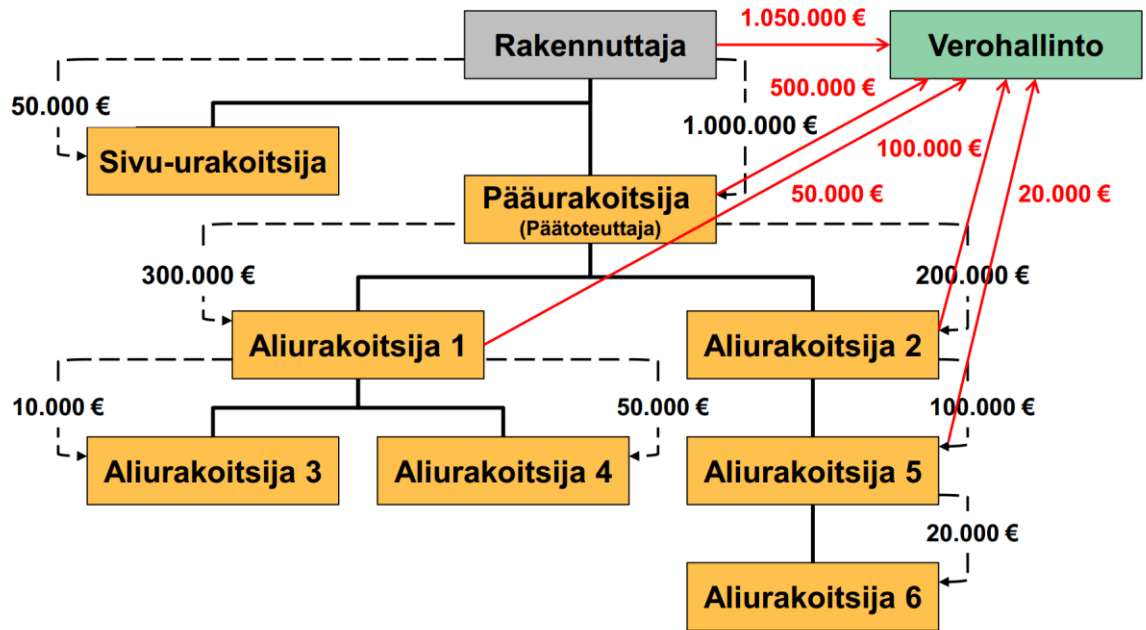 1.050.000 €
Rakennuttaja
Verohallinto
50.000 €
500.000 €
1.000.000 €
Sivu-urakoitsija
100.000 €
Pääurakoitsija
(Päätoteuttaja)
50.000 €
20.000 €
300.000 €
200.000 €
Aliurakoitsija 1
Aliurakoitsija 2
10.000 €
50.000 €
100.000 €
Aliurakoitsija 3
Aliurakoitsija 4
Aliurakoitsija 5
20.000 €
Aliurakoitsija 6